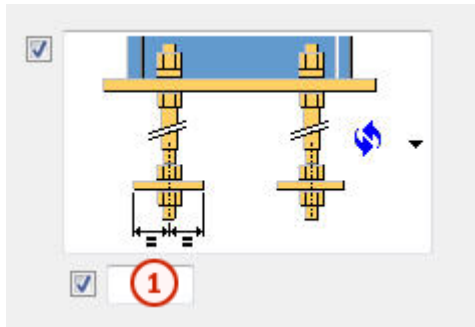 = =
1